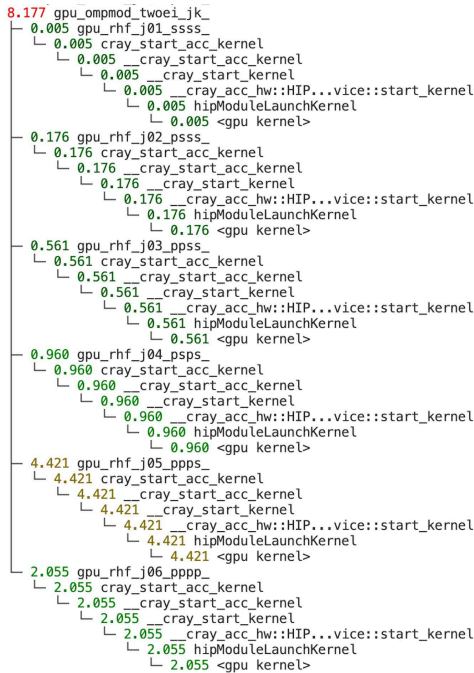 8.177 gpu_ompmod_twoei_jk_
├─ 0.005 gpu_rhf_j01_ssss_
│  └─ 0.005 cray_start_acc_kernel
│     └─ 0.005 __cray_start_acc_kernel
│        └─ 0.005 __cray_start_kernel
│           └─ 0.005 __cray_acc_hw::HIP...vice::start_kernel
│              └─ 0.005 hipModuleLaunchKernel
│                 └─ 0.005 <gpu kernel>
├─ 0.176 gpu_rhf_j02_psss_
│  └─ 0.176 cray_start_acc_kernel
│     └─ 0.176 __cray_start_acc_kernel
│        └─ 0.176 __cray_start_kernel
│           └─ 0.176 __cray_acc_hw::HIP...vice::start_kernel
│              └─ 0.176 hipModuleLaunchKernel
│                 └─ 0.176 <gpu kernel>
├─ 0.561 gpu_rhf_j03_ppss_
│  └─ 0.561 cray_start_acc_kernel
│     └─ 0.561 __cray_start_acc_kernel
│        └─ 0.561 __cray_start_kernel
│           └─ 0.561 __cray_acc_hw::HIP...vice::start_kernel
│              └─ 0.561 hipModuleLaunchKernel
│                 └─ 0.561 <gpu kernel>
├─ 0.960 gpu_rhf_j04_psps_
│  └─ 0.960 cray_start_acc_kernel
│     └─ 0.960 __cray_start_acc_kernel
│        └─ 0.960 __cray_start_kernel
│           └─ 0.960 __cray_acc_hw::HIP...vice::start_kernel
│              └─ 0.960 hipModuleLaunchKernel
│                 └─ 0.960 <gpu kernel>
├─ 4.421 gpu_rhf_j05_ppps_
│  └─ 4.421 cray_start_acc_kernel
│     └─ 4.421 __cray_start_acc_kernel
│        └─ 4.421 __cray_start_kernel
│           └─ 4.421 __cray_acc_hw::HIP...vice::start_kernel
│              └─ 4.421 hipModuleLaunchKernel
│                 └─ 4.421 <gpu kernel>
└─ 2.055 gpu_rhf_j06_pppp_
   └─ 2.055 cray_start_acc_kernel
      └─ 2.055 __cray_start_acc_kernel
         └─ 2.055 __cray_start_kernel
            └─ 2.055 __cray_acc_hw::HIP...vice::start_kernel
               └─ 2.055 hipModuleLaunchKernel
                  └─ 2.055 <gpu kernel>